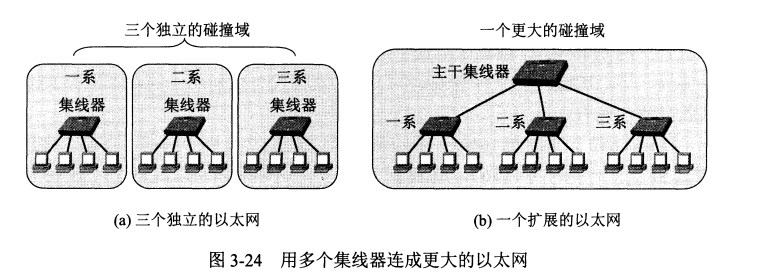 三个独立的碰撞域
一个更大的碰撞域
一系
二系
三系
集线器
集线器
集线器
主干集线器
一系
二系
三系
(a) 三个独立的以太网
(b) 一个扩展的以太网
图 3-24 用多个集线器连成更大的以太网